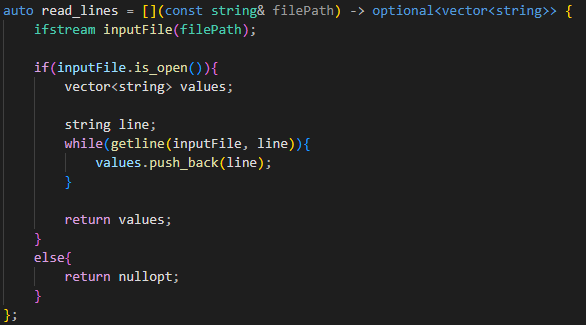 auto read_lines = [](const string& filePath) -> optional<vector<string>> {
    ifstream inputFile(filePath);

    if(inputFile.is_open()){
        vector<string> values;

        string line;
        while(getline(inputFile, line)){
            values.push_back(line);
        }

        return values;
    }
    else{
        return nullopt;
    }
};